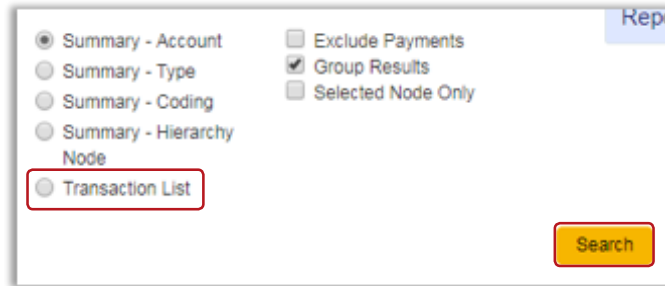 Summary - Account
Summary - Type
Summary - Coding
Summary - Hierarchy
Node
Transaction List
Exclude Payments
Group Results
Selected Node Only
Search